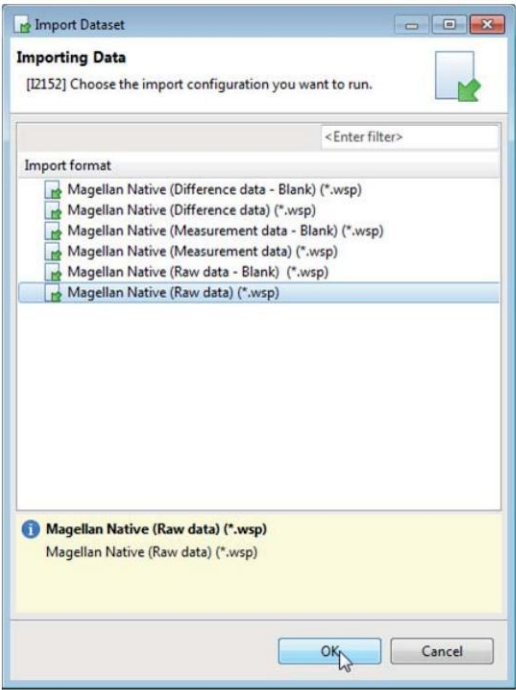 Import Dataset
Importing Data
[I2152] Choose the import configuration you want to run.
<Enter filter>
Import format
Magellan Native (Difference data - Blank) (*.wsp)
Magellan Native (Difference data) (*.wsp)
Magellan Native (Measurement data - Blank) (*.wsp)
Magellan Native (Measurement data) (*.wsp)
Magellan Native (Raw data - Blank)  (*.wsp)
Magellan Native (Raw data) (*.wsp)
Magellan Native (Raw data) (*.wsp)
Magellan Native (Raw data) (*.wsp)
OK Cancel